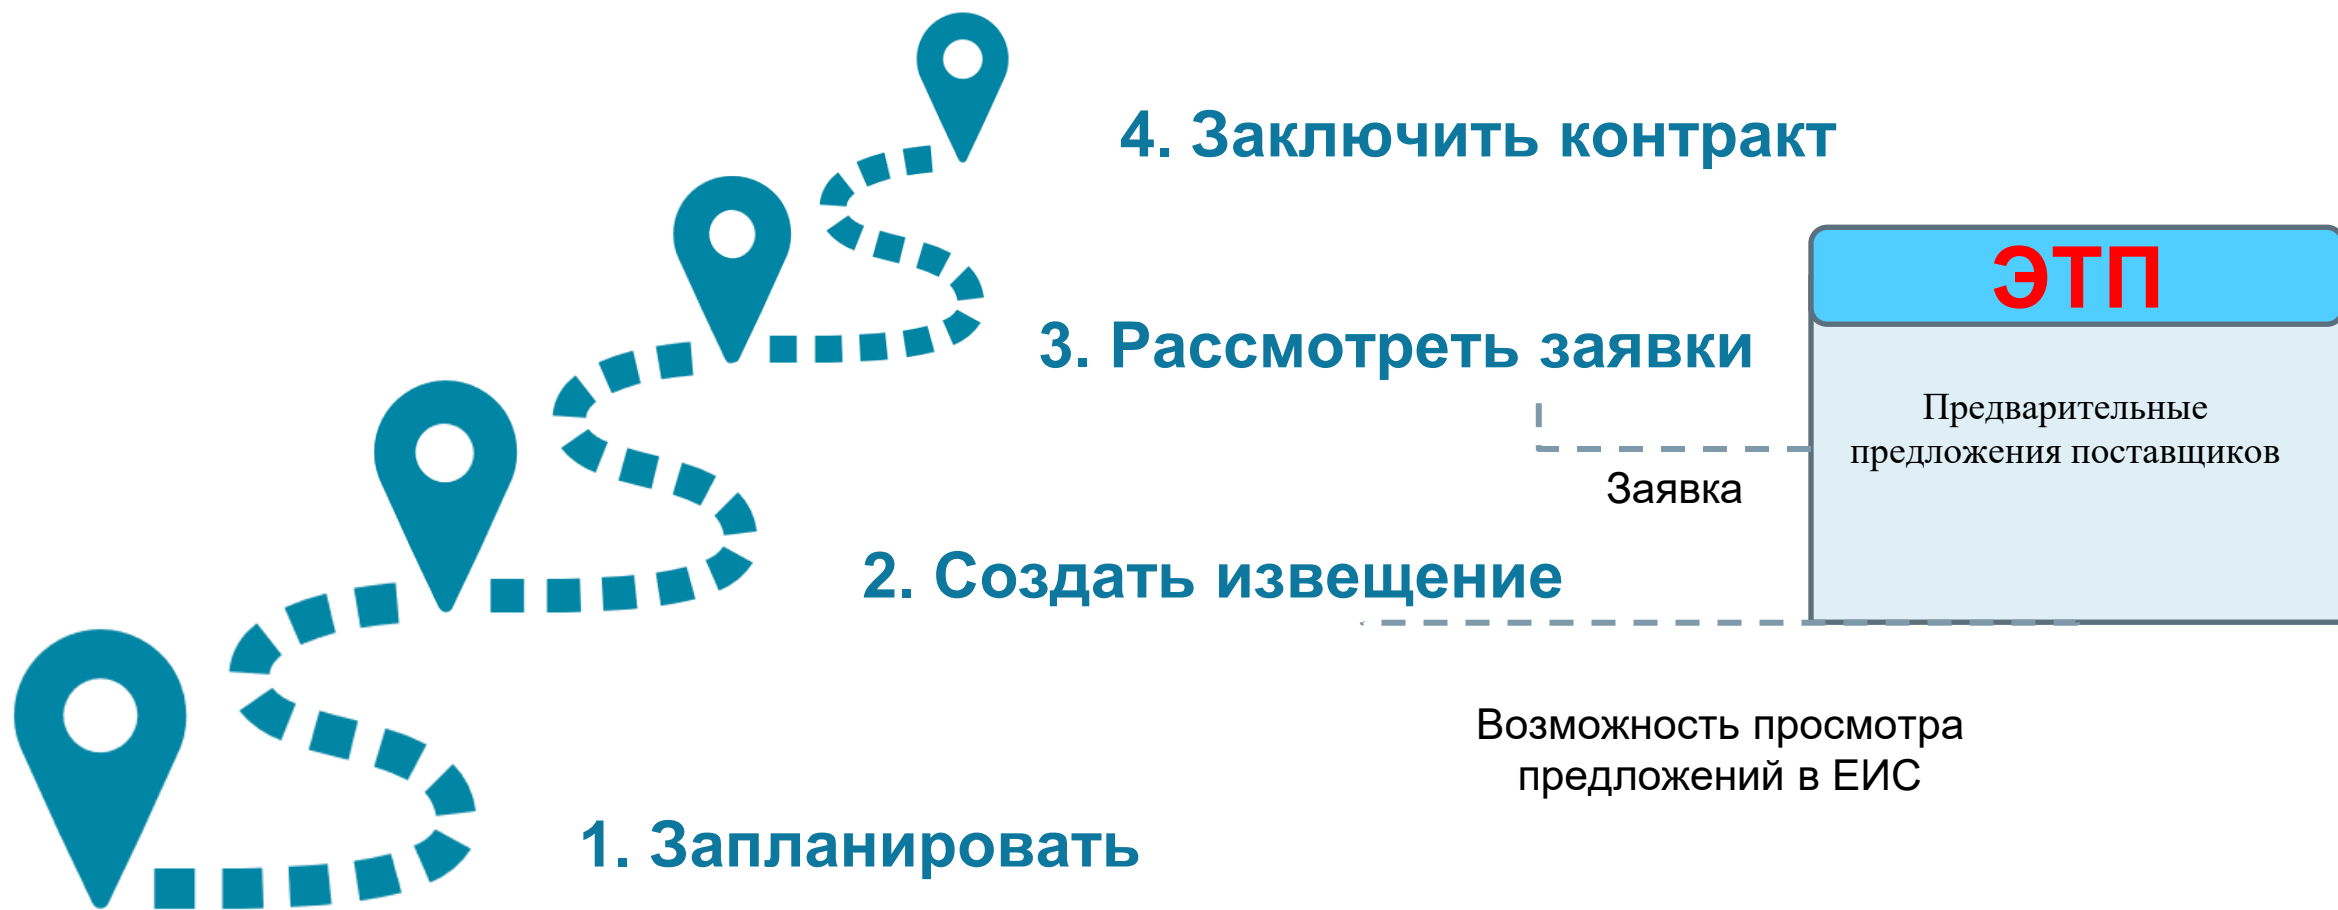 4. Заключить контракт
ЭТП
3. Рассмотреть заявки
Предварительные
предложения поставщиков
Заявка
2. Создать извещение
Возможность просмотра
предложений в ЕИС
1. Запланировать